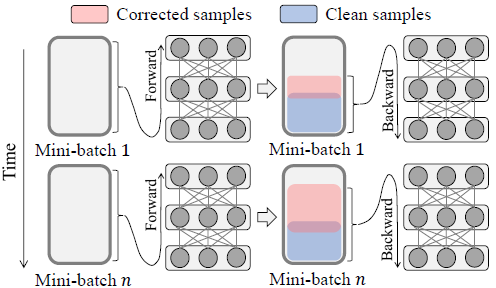 Corrected samples Clean samples
Time
Forward
Backward
Mini-batch 1 Mini-batch 1
Forward
Backward
Mini-batch n Mini-batch n